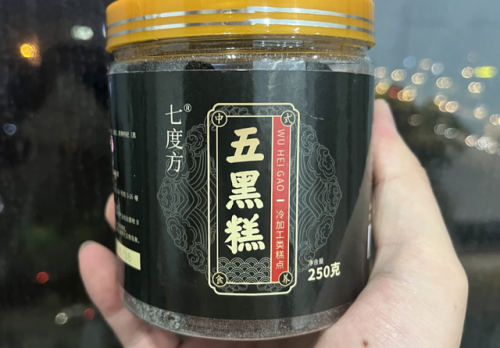 七度方®
中式
五黑糕
WU HEI GAO
冷加工类糕点
食养
净含量
250克